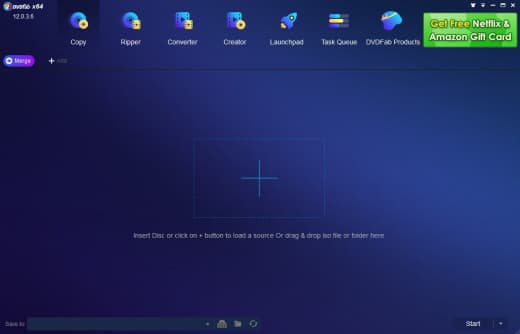 DVDFab x64
12.0.3.6
Copy
Ripper
Converter
Creator
Launchpad
Task Queue
DVDFab Products
Get Free Netflix &
Amazon Gift Card
Merge
Add
Insert Disc or click on + button to load a source Or drag & drop iso file or folder here
Save to:
Start